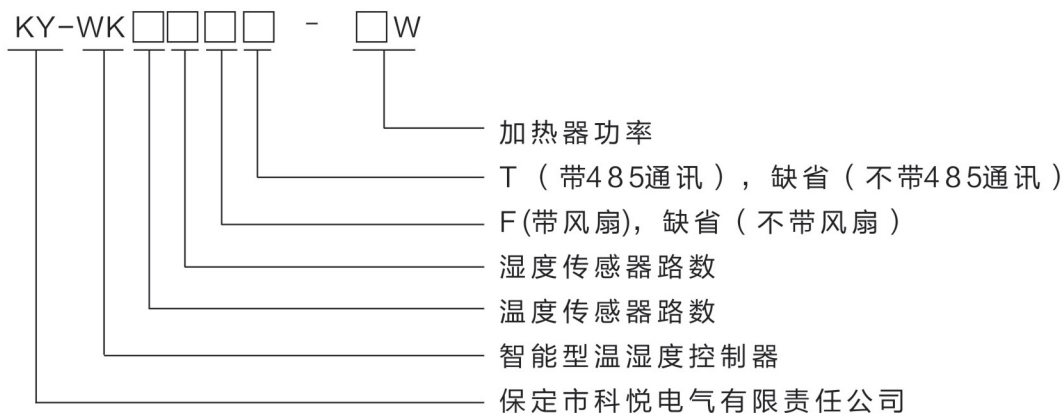 KY-WK□□□□ - □W
加热器功率
T（带485通讯），缺省（不带485通讯）
F(带风扇)，缺省（不带风扇）
湿度传感器路数
温度传感器路数
智能型温湿度控制器
保定市科悦电气有限责任公司